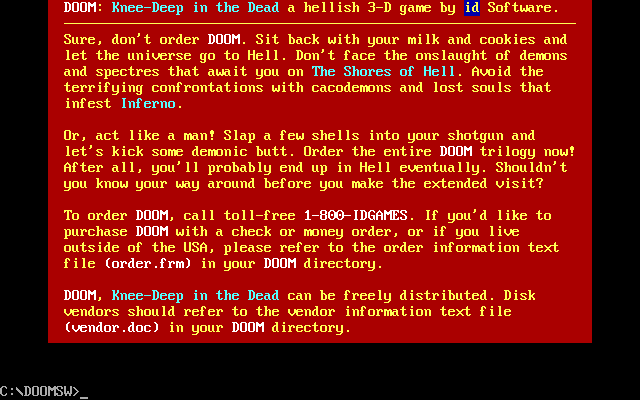 DOOM: Knee-Deep in the Dead a hellish 3-D game by id Software.
Sure, don't order DOOM. Sit back with your milk and cookies and
let the universe go to Hell. Don't face the onslaught of demons
and spectres that await you on The Shores of Hell. Avoid the
terrifying confrontations with cacodemons and lost souls that
infest Inferno.
Or, act like a man! Slap a few shells into your shotgun and
let's kick some demonic butt. Order the entire DOOM trilogy now!
After all, you'll probably end up in Hell eventually. Shouldn't
you know your way around before you make the extended visit?
To order DOOM, call toll-free 1-800-IDGAMES. If you'd like to
purchase DOOM with a check or money order, or if you live
outside of the USA, please refer to the order information text
file (order.frm) in your DOOM directory.
DOOM, Knee-Deep in the Dead can be freely distributed. Disk
vendors should refer to the vendor information text file
(vendor.doc) in your DOOM directory.
C:\DOOMSW>_